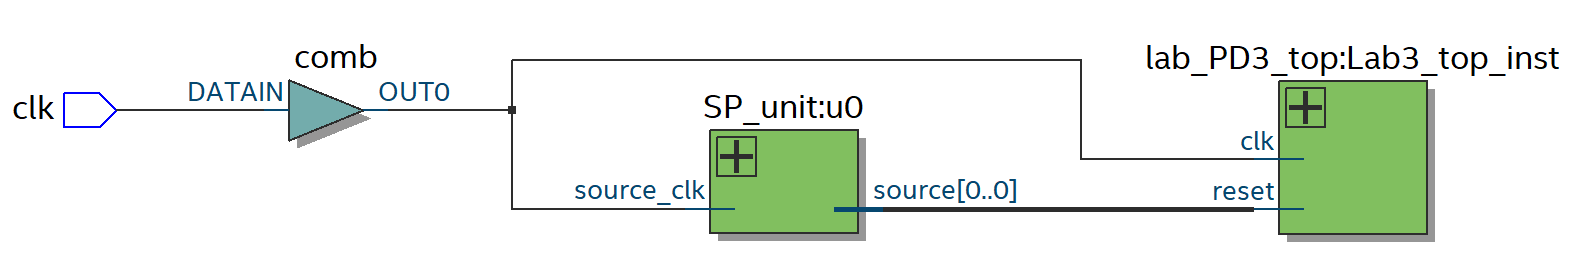 comb
lab_PD3_top:Lab3_top_inst
clk
DATAIN
OUT0
SP_unit:u0
clk
source_clk
source[0..0]
reset